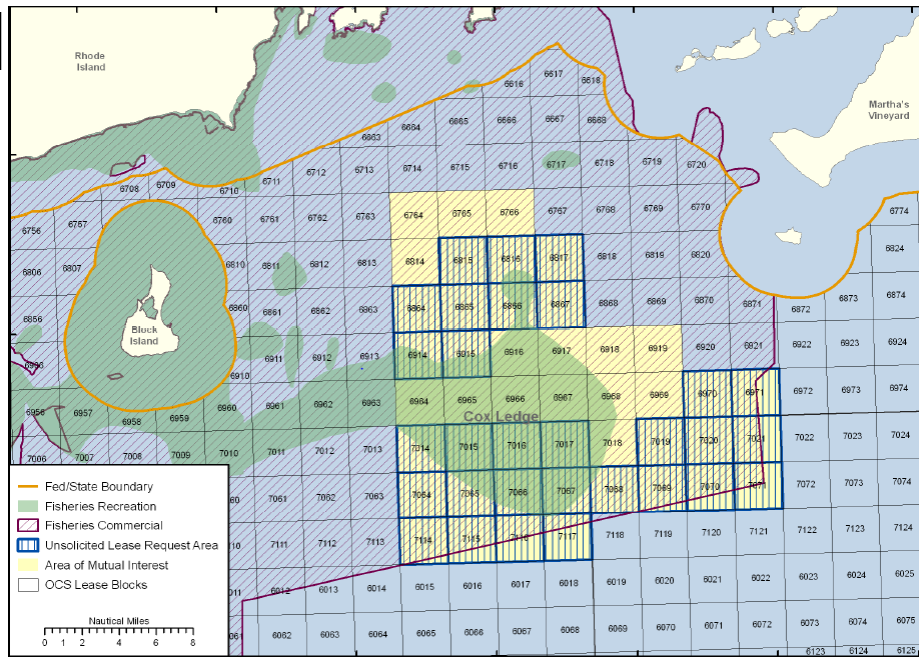 Rhode
Island
Martha's
Vineyard
6616 6617 6618
6663 6664 6665 6666 6667 6668
6708 6709 6710 6711 6712 6713 6714 6715 6716 6717 6718 6719 6720
6756 6757 6760 6761 6762 6763 6764 6765 6766 6767 6768 6769 6770 6774
6806 6807 6810 6811 6812 6813 6814 6815 6816 6817 6818 6819 6820 6824
6856 6860 6861 6862 6863 6864 6865 6866 6867 6868 6869 6870 6871 6872 6873 6874
Block
Island
6910 6911 6912 6913 6914 6915 6916 6917 6918 6919 6920 6921 6922 6923 6924
6956 6957 6958 6959 6960 6961 6962 6963 6964 6965 6966 6967 6968 6969 6970 6971 6972 6973 6974
Cox Ledge
7006 7007 7008 7009 7010 7011 7012 7013 7014 7015 7016 7017 7018 7019 7020 7021 7022 7023 7024
7061 7062 7063 7064 7065 7066 7067 7068 7069 7070 7071 7072 7073 7074
7111 7112 7113 7114 7115 7116 7117 7118 7119 7120 7121 7122 7123 7124
6012 6013 6014 6015 6016 6017 6018 6019 6020 6021 6022 6023 6024 6025
6062 6063 6064 6065 6066 6067 6068 6069 6070 6071 6072 6073 6074 6075
6123 6124 6125
Fed/State Boundary
Fisheries Recreation
Fisheries Commercial
Unsolicited Lease Request Area
Area of Mutual Interest
OCS Lease Blocks
Nautical Miles
0 1 2 4 6 8